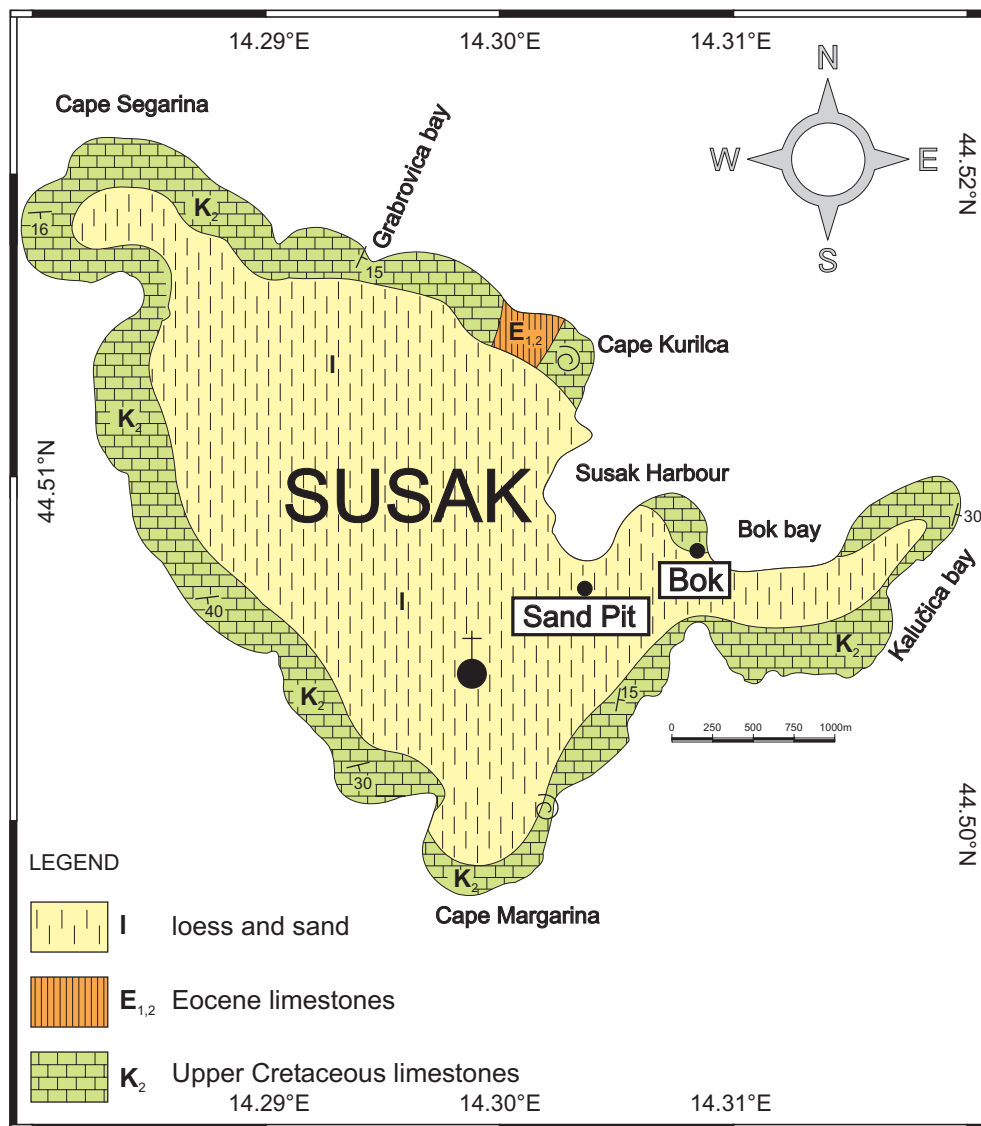 14.29°E 14.30°E 14.31°E
N
W E
S
Cape Segarina
Grabrovica bay
44.52°N
K2
16
15
E1,2
Cape Kurilca
l
K2
44.51°N
SUSAK
Susak Harbour
Bok bay
30
Bok
Sand Pit
l
40
Kalučica bay
K2
K2
15
0 250 500 750 1000m
30
44.50°N
K2
Cape Margarina
LEGEND
l loess and sand
E1,2 Eocene limestones
K2 Upper Cretaceous limestones
14.29°E 14.30°E 14.31°E